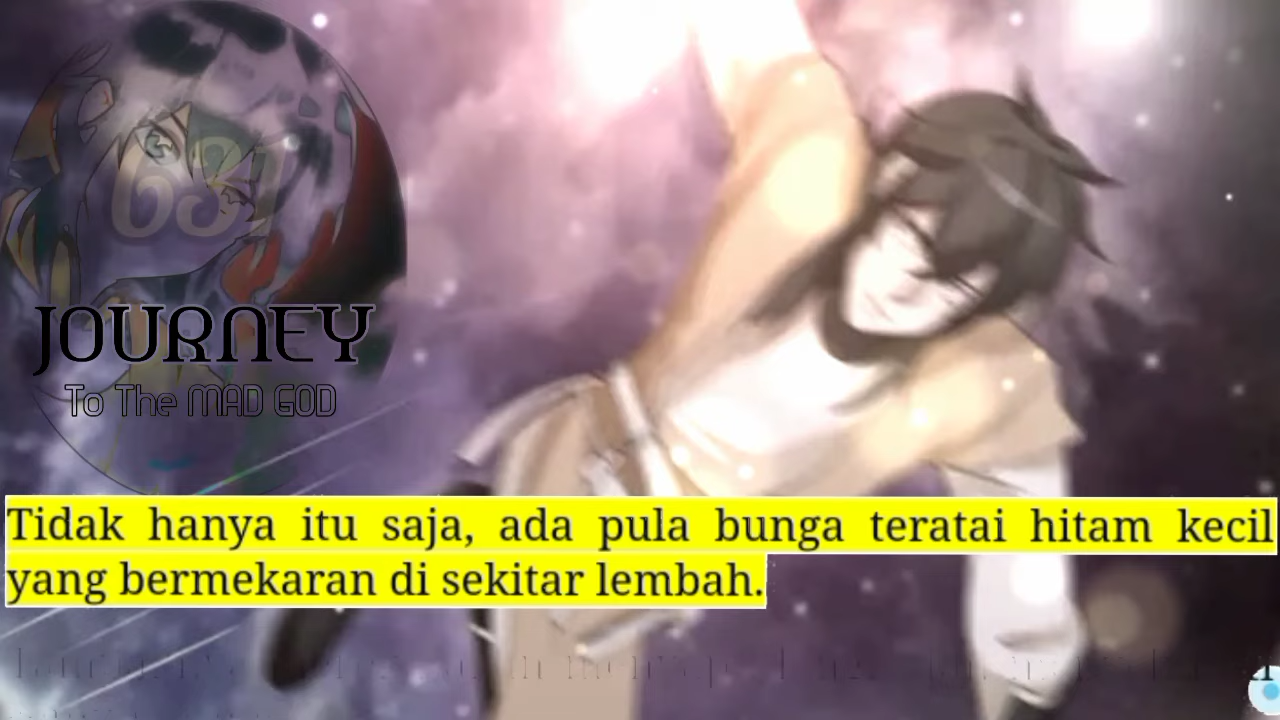 631
JOURNEY
To The MAD GOD
Tidak hanya itu saja, ada pula bunga teratai hitam kecil
yang bermekaran di sekitar lembah.